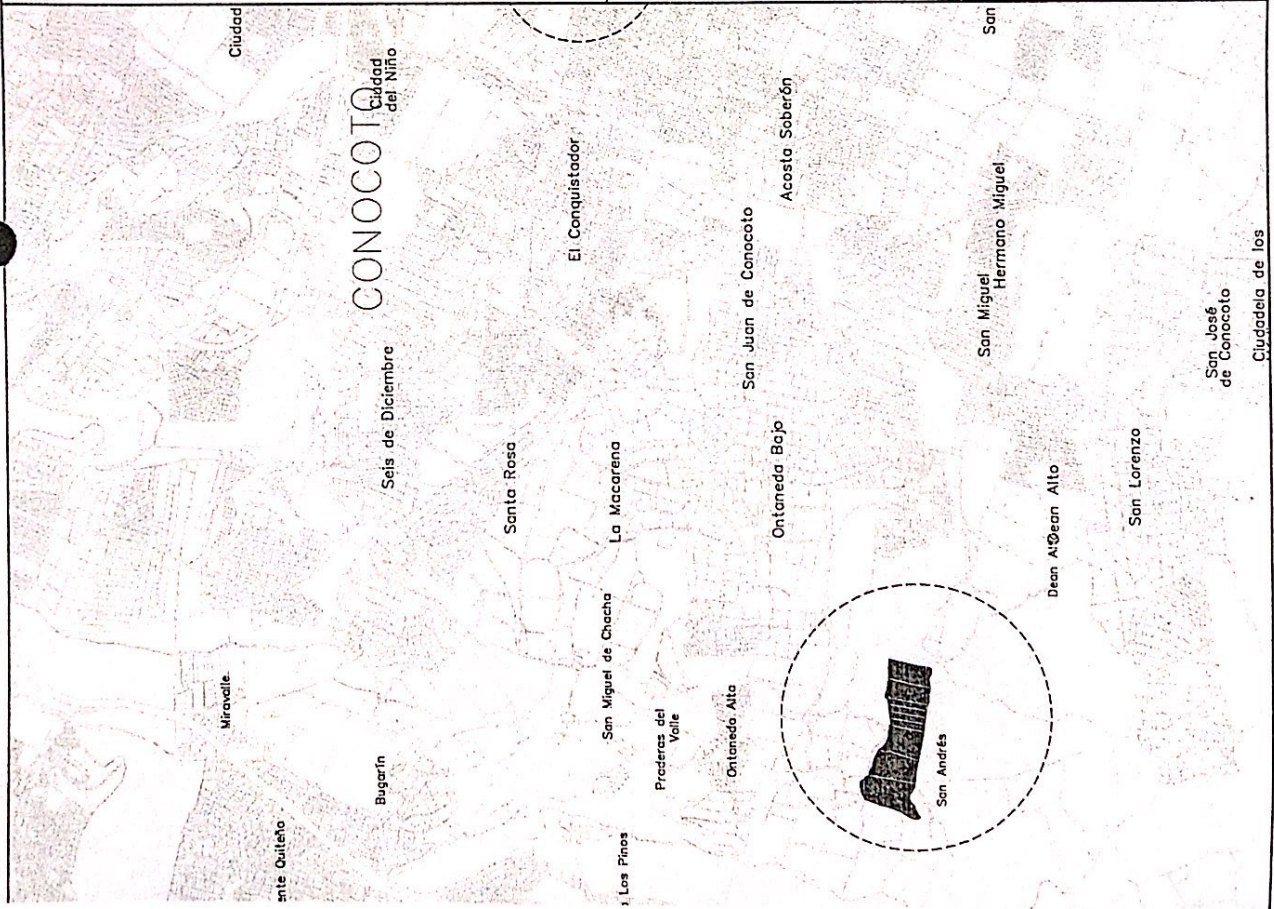 Ciudad
CONOCOTO
Ciudad
del Niño
San
Acosta Soberón
El Conquistador
San Miguel
Hermano Miguel
San Juan de Conocoto
San José
de Conocoto
Ciudadela de los
Seis de Diciembre
Santa Rosa
La Macarena
Ontaneda Bajo
Dean Alto
San Lorenzo
Miravalle
San Miguel de Chacha
Praderas del
Valle
Ontaneda Alta
San Andrés
Bugarín
ente Quiteña
Los Pinos